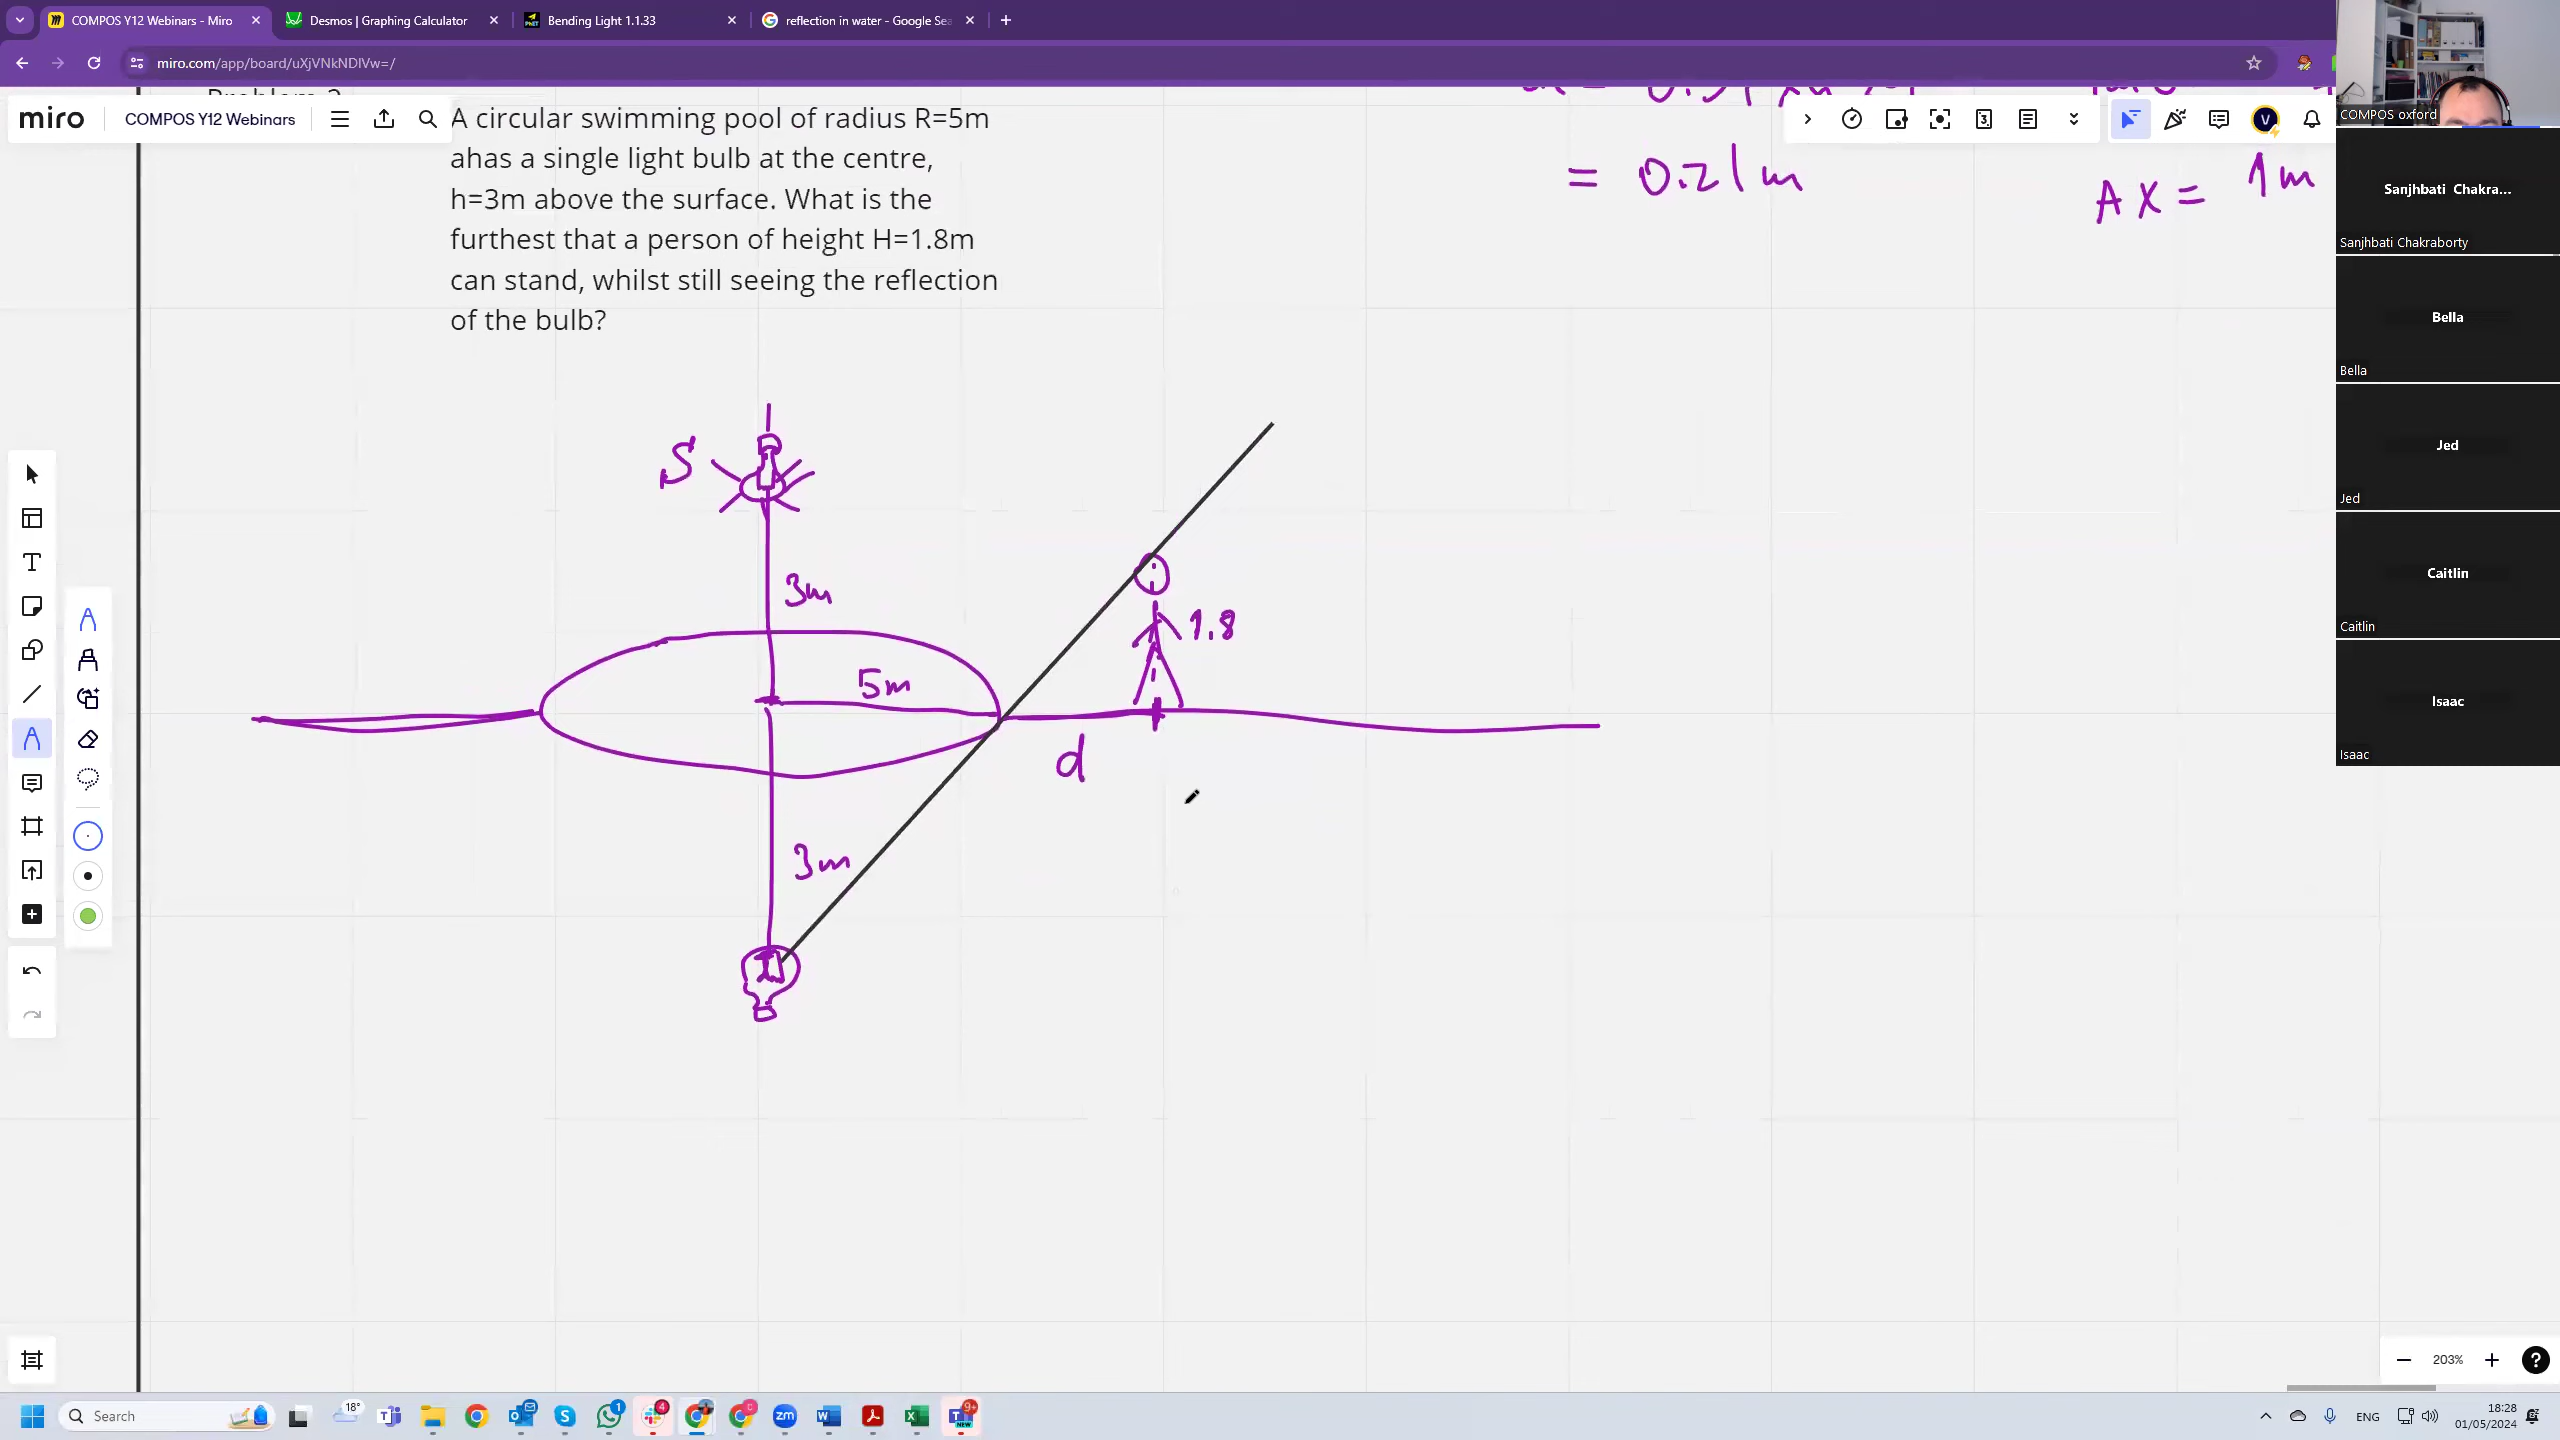 COMPOS Y12 Webinars - Miro
Desmos | Graphing Calculator
Bending Light 1.1.33
reflection in water - Google Sea
miro.com/app/board/uXjVNkNDIVw=/
miro
COMPOS Y12 Webinars
A circular swimming pool of radius R=5m
ahas a single light bulb at the centre,
h=3m above the surface. What is the
furthest that a person of height H=1.8m
can stand, whilst still seeing the reflection
of the bulb?
= 0.21m
AX = 1m
V
COMPOS oxford
Sanjhbati Chakra...
Sanjhbati Chakraborty
Bella
Bella
Jed
Jed
Caitlin
Caitlin
Isaac
Isaac
S
3m
1.8
5m
d
3m
203%
Search
18°
ENG
18:28
01/05/2024